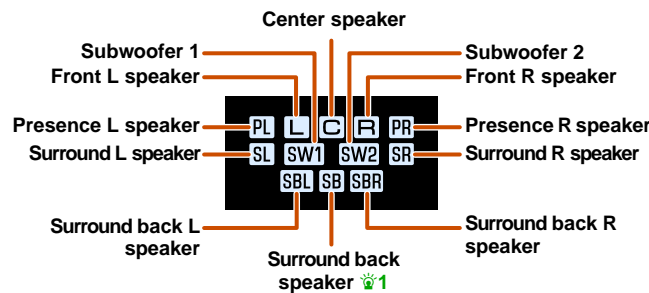 Center speaker
Subwoofer 1
Subwoofer 2
Front L speaker
Front R speaker
Presence L speaker
PL L C R PR
Presence R speaker
Surround L speaker
SL SW1 SW2 SR
Surround R speaker
SBL SB SBR
Surround back L
speaker
Surround back
speaker 1
Surround back R
speaker